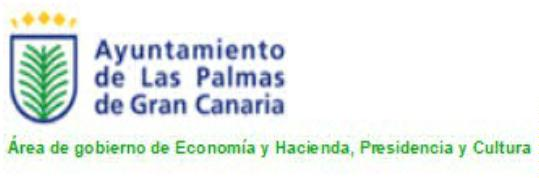 Ayuntamiento
de Las Palmas
de Gran Canaria
Área de gobierno de Economía y Hacienda, Presidencia y Cultura